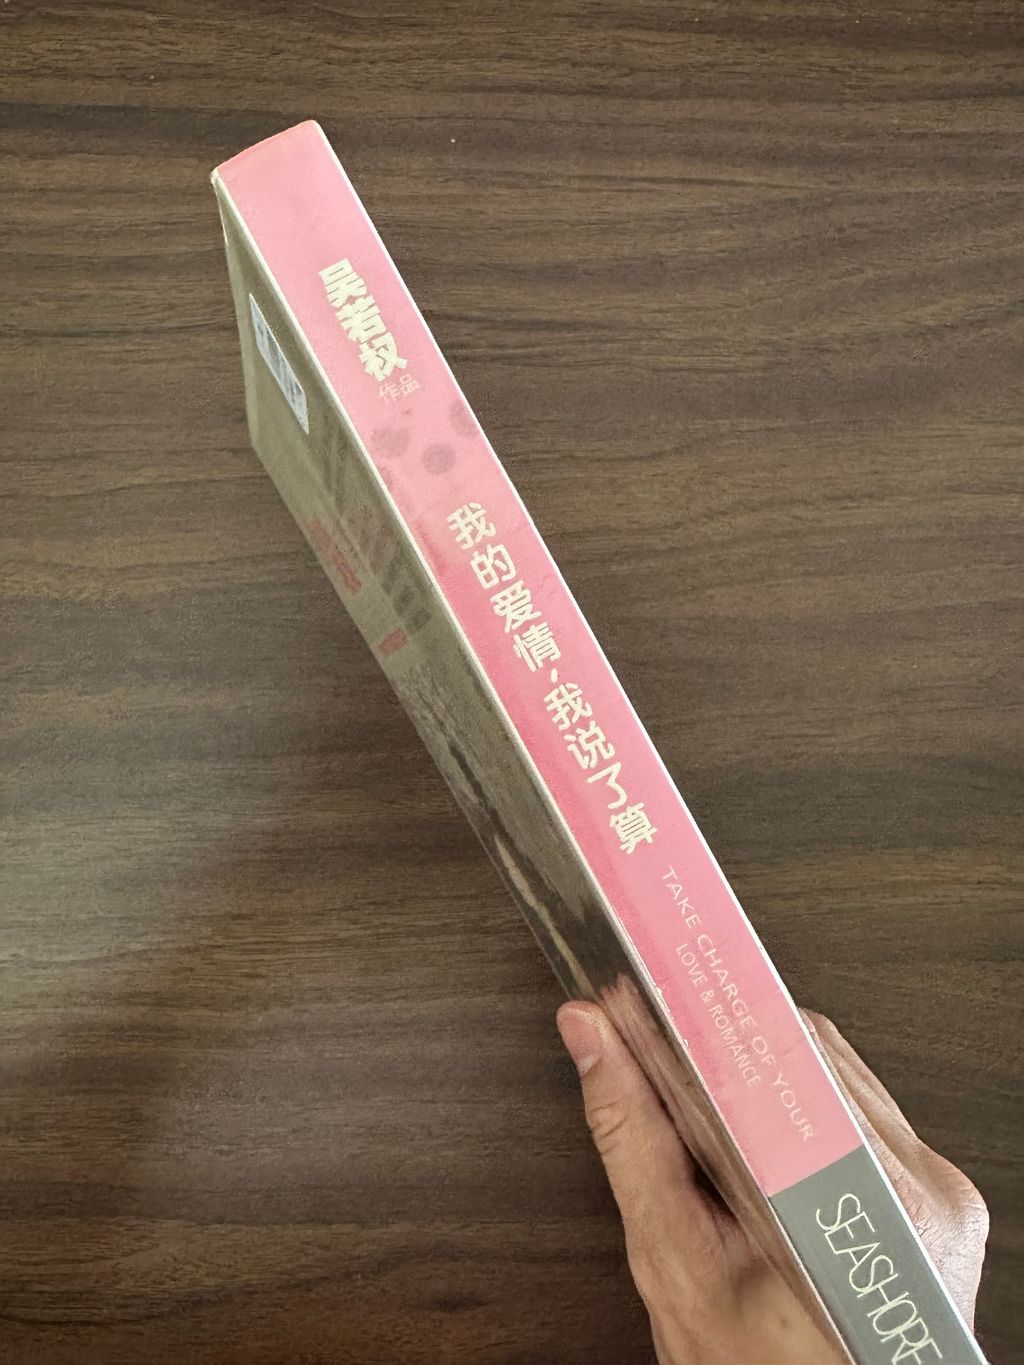 吴若权
作品
我的爱情、我说了算
TAKE CHARGE OF YOUR
LOVE & ROMANCE
SEASHORE